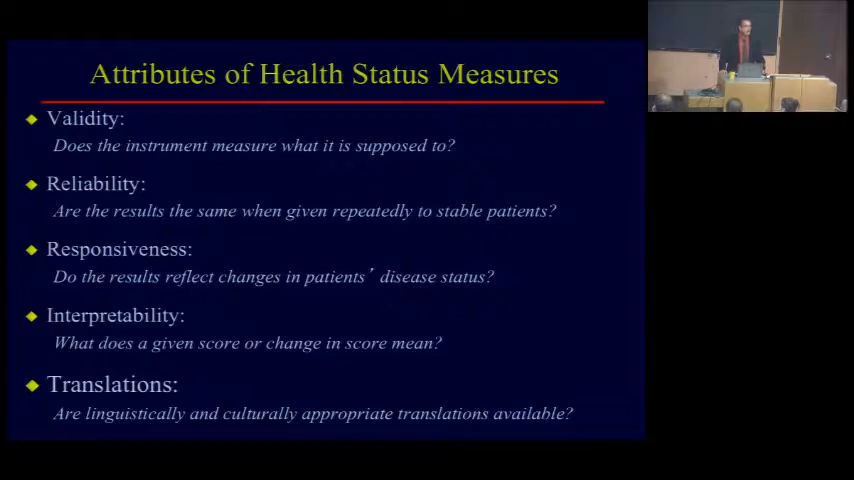 Attributes of Health Status Measures
Validity:
Does the instrument measure what it is supposed to?
Reliability:
Are the results the same when given repeatedly to stable patients?
Responsiveness:
Do the results reflect changes in patients’ disease status?
Interpretability:
What does a given score or change in score mean?
Translations:
Are linguistically and culturally appropriate translations available?